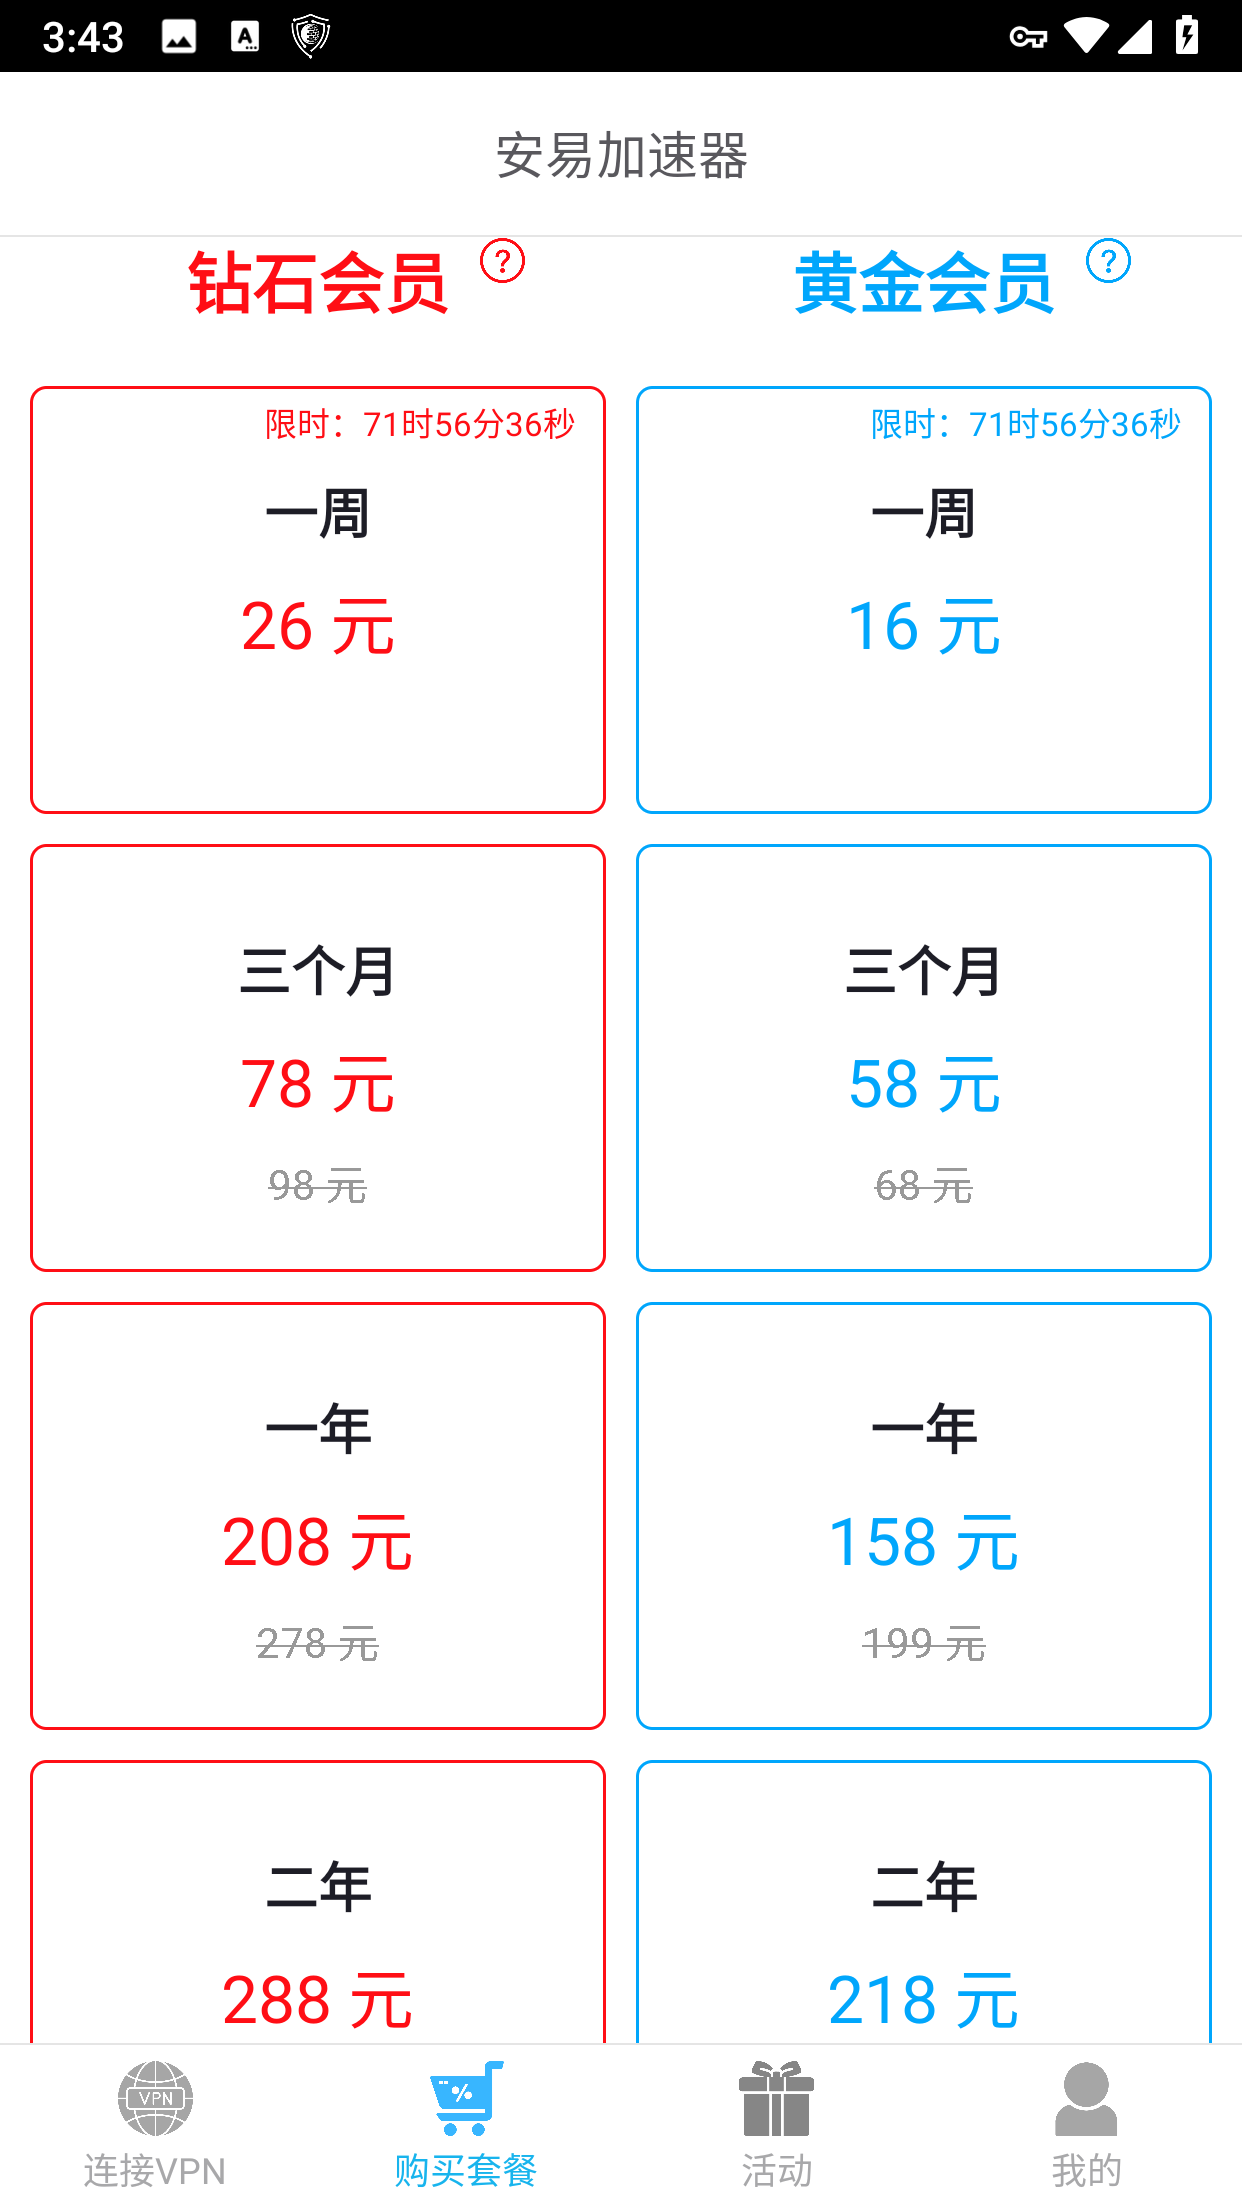 3:43
安易加速器
钻石会员 ?
黄金会员 ?
限时：71时56分36秒
一周
26 元
限时：71时56分36秒
一周
16 元
三个月
78 元
98 元
三个月
58 元
68 元
一年
208 元
278 元
一年
158 元
199 元
二年
288 元
二年
218 元
VPN
连接VPN
%
购买套餐
活动
我的